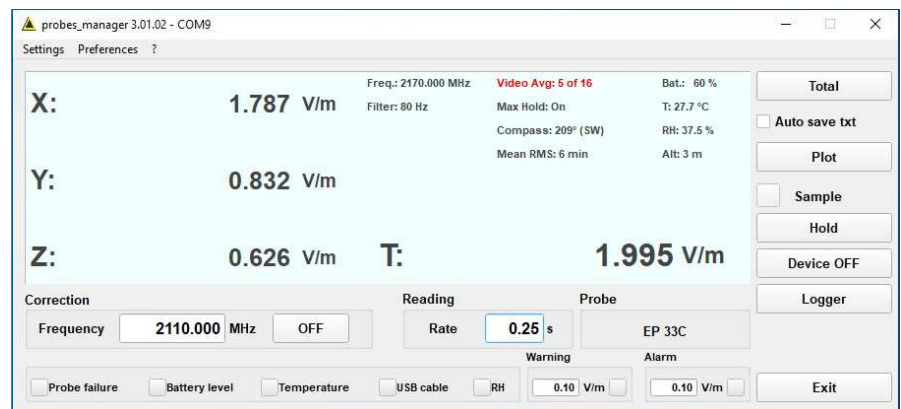 probes_manager 3.01.02 - COM9
Settings Preferences ?
X: 1.787 V/m
Freq.: 2170.000 MHz
Filter: 80 Hz
Video Avg: 5 of 16
Max Hold: On
Compass: 209° (SW)
Mean RMS: 6 min
Bat.: 60 %
T: 27.7 °C
RH: 37.5 %
Alt: 3 m
Y: 0.832 V/m
Z: 0.626 V/m
T: 1.995 V/m
Total
Auto save txt
Plot
Sample
Hold
Device OFF
Logger
Correction
Frequency 2110.000 MHz OFF
Reading
Rate 0.25 s
Probe
EP 33C
Probe failure Battery level Temperature USB cable RH
Warning
0.10 V/m
Alarm
0.10 V/m
Exit